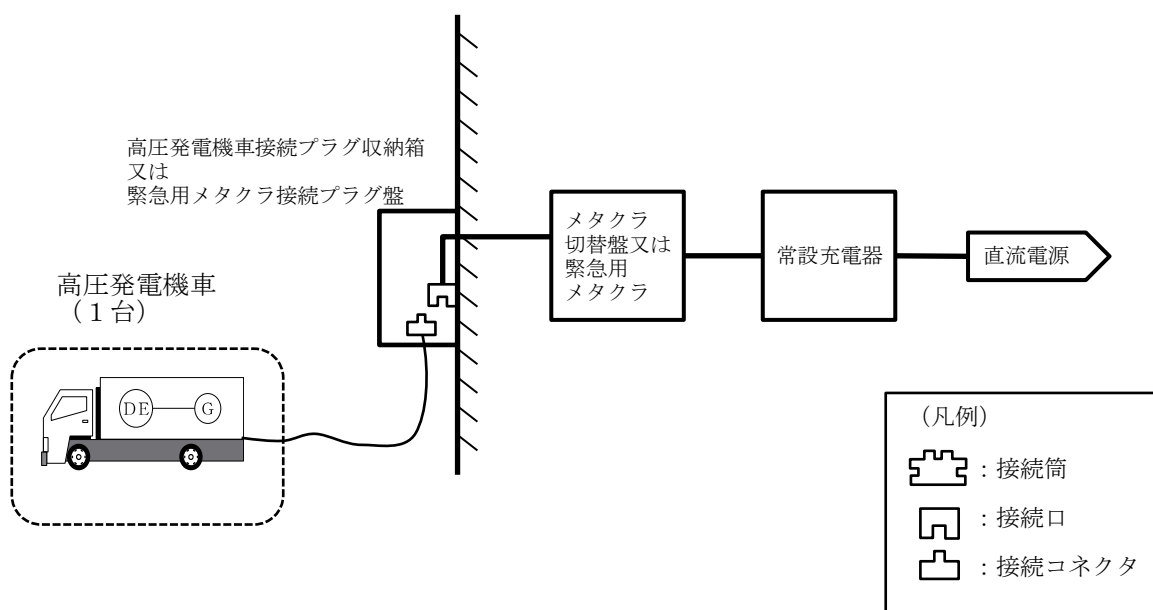 高圧発電機車接続プラグ収納箱
又は
緊急用メタクラ接続プラグ盤
高圧発電機車
（１台）
DE
G
メタクラ
切替盤又は
緊急用
メタクラ
常設充電器
直流電源
（凡例）
：接続筒
：接続口
：接続コネクタ